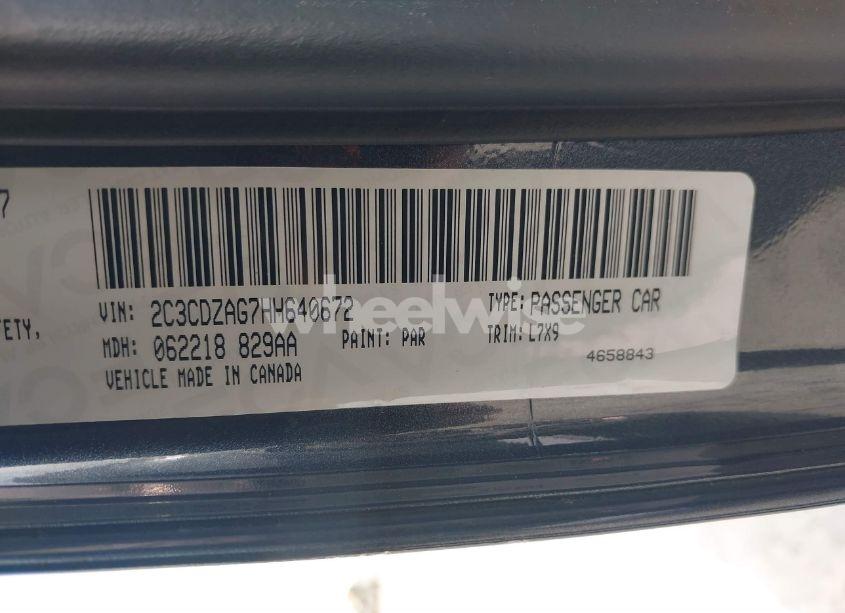 7
VIN: 2C3CDZAG7HH640672 TYPE: PASSENGER CAR
FETY,
MDH: 062218 829AA PAINT: PAR TRIM: L7X9
4658843
VEHICLE MADE IN CANADA
wheelwise